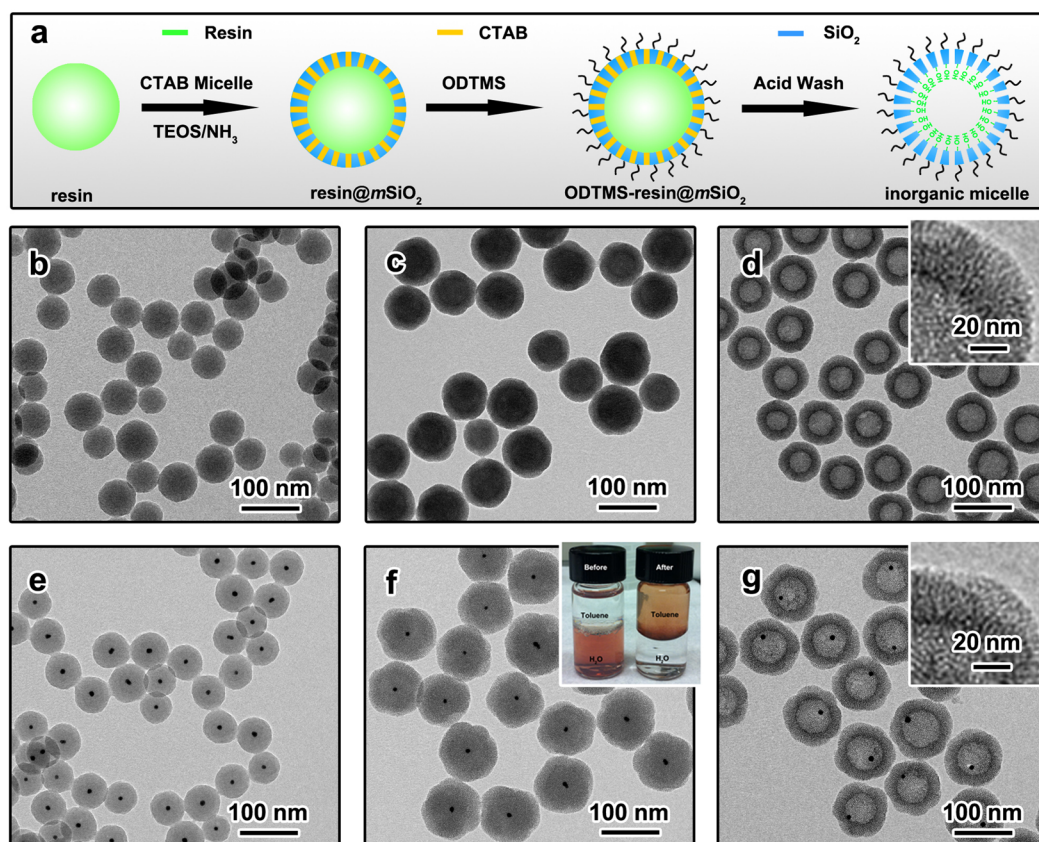 a
Resin
CTAB
SiO₂
CTAB Micelle
TEOS/NH₃
ODTMS
Acid Wash
resin
resin@mSiO₂
ODTMS-resin@mSiO₂
inorganic micelle
b
100 nm
c
100 nm
d
20 nm
100 nm
e
100 nm
f
Before
After
Toluene
Toluene
H₂O
H₂O
100 nm
g
20 nm
100 nm